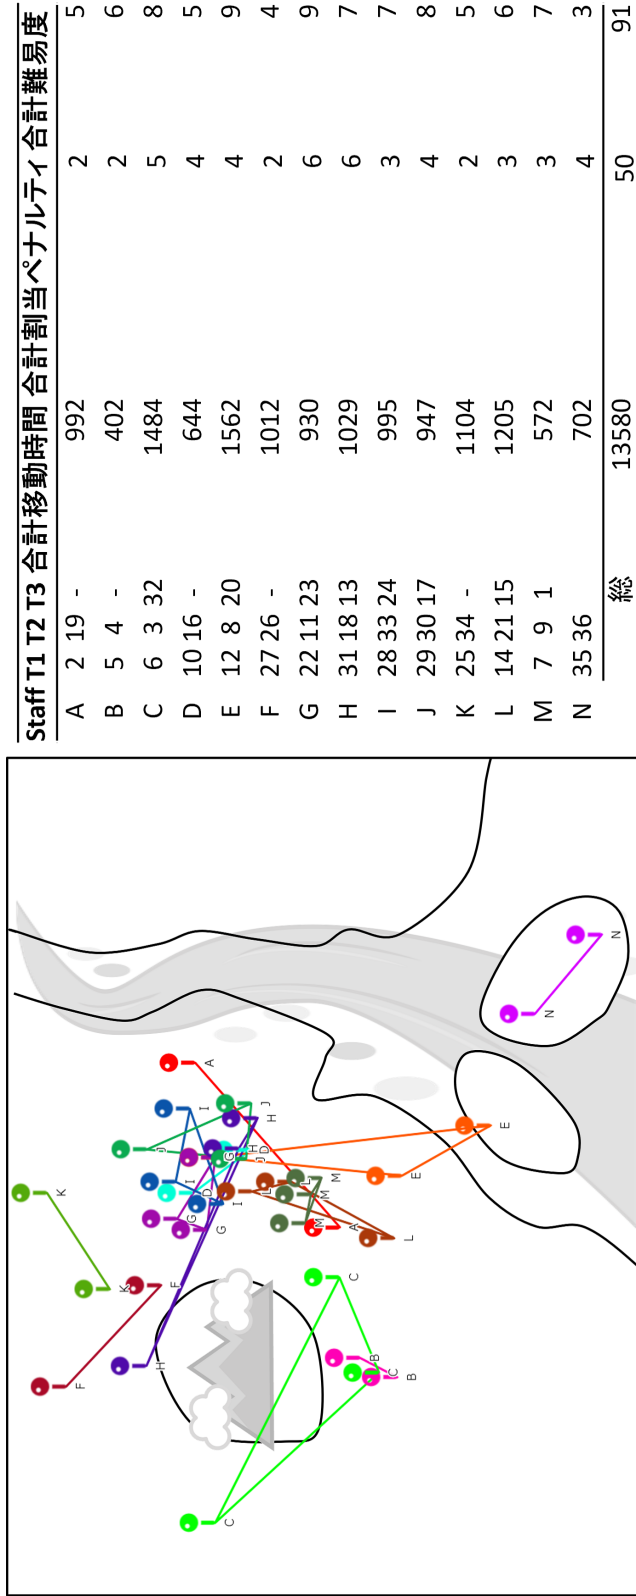 K
F
K
H
J
F
I
G
I
D
A
G
C
G
I
H
J
D
J
L
H
L
M
M
M
C
A
B
C
L
B
E
E
N
N
Staff T1 T2 T3 合計移動時間 合計割当ペナルティ 合計難易度
A 2 19 - 992 2 5
B 5 4 - 402 2 6
C 6 3 32 1484 5 8
D 10 16 - 644 4 5
E 12 8 20 1562 4 9
F 27 26 - 1012 2 4
G 22 11 23 930 6 9
H 31 18 13 1029 6 7
I 28 33 24 995 3 7
J 29 30 17 947 4 8
K 25 34 - 1104 2 5
L 14 21 15 1205 3 6
M 7 9 1 572 3 7
N 35 36 702 4 3
総 13580 50 91